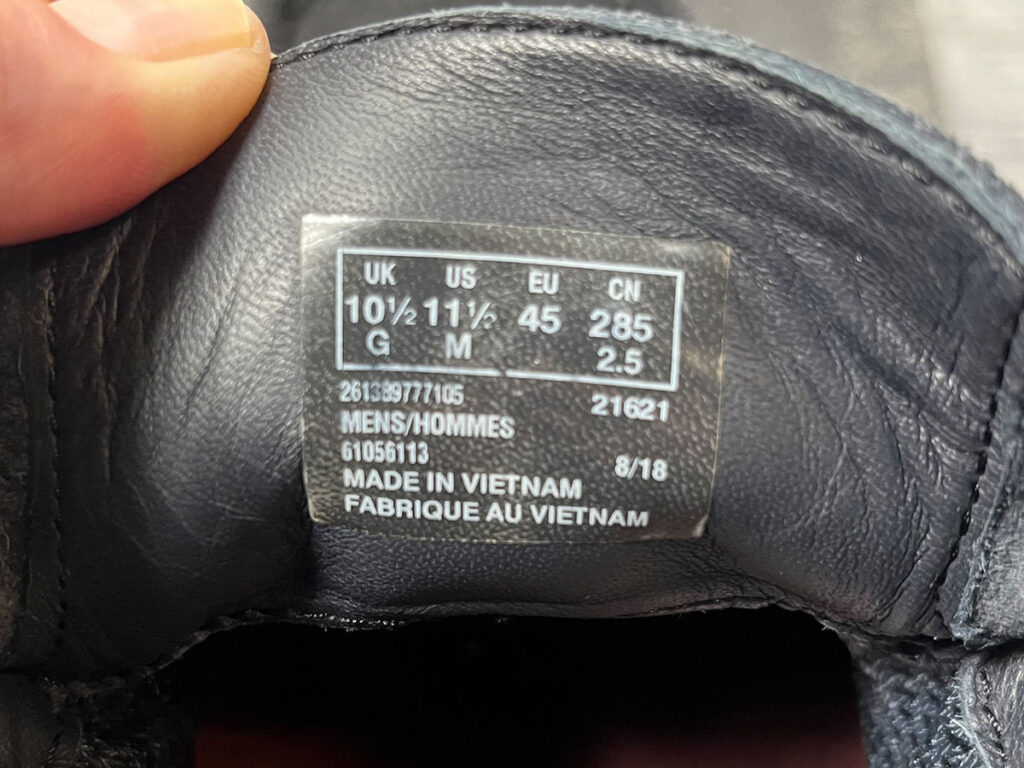 UK US EU CN
10½ 11½ 45 285
G M 2.5
21621
MENS/HOMMES
61056113 8/18
MADE IN VIETNAM
FABRIQUE AU VIETNAM